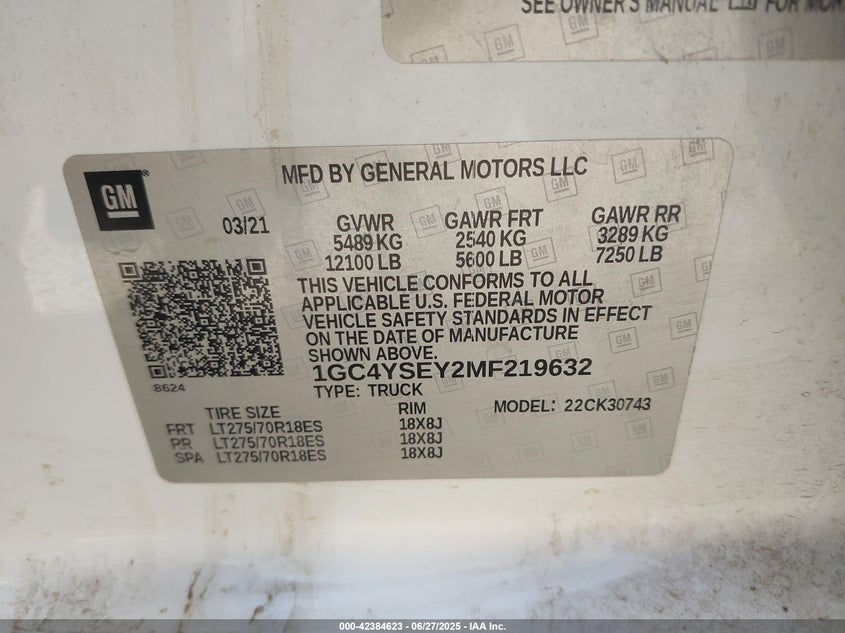 SEE OWNER'S MANUAL FOR MOR
GM
MFD BY GENERAL MOTORS LLC
03/21
GVWR GAWR FRT GAWR RR
5489 KG 2540 KG 3289 KG
12100 LB 5600 LB 7250 LB
THIS VEHICLE CONFORMS TO ALL
APPLICABLE U.S. FEDERAL MOTOR
VEHICLE SAFETY STANDARDS IN EFFECT
ON THE DATE OF MANUFACTURE
SHOWN ABOVE.
8624
1GC4YSEY2MF219632
TYPE: TRUCK
TIRE SIZE RIM MODEL: 22CK30743
FRT LT275/70R18ES 18X8J
RR LT275/70R18ES 18X8J
SPA LT275/70R18ES 18X8J
000-42384623 / 06/27/2025 - IAA Inc.